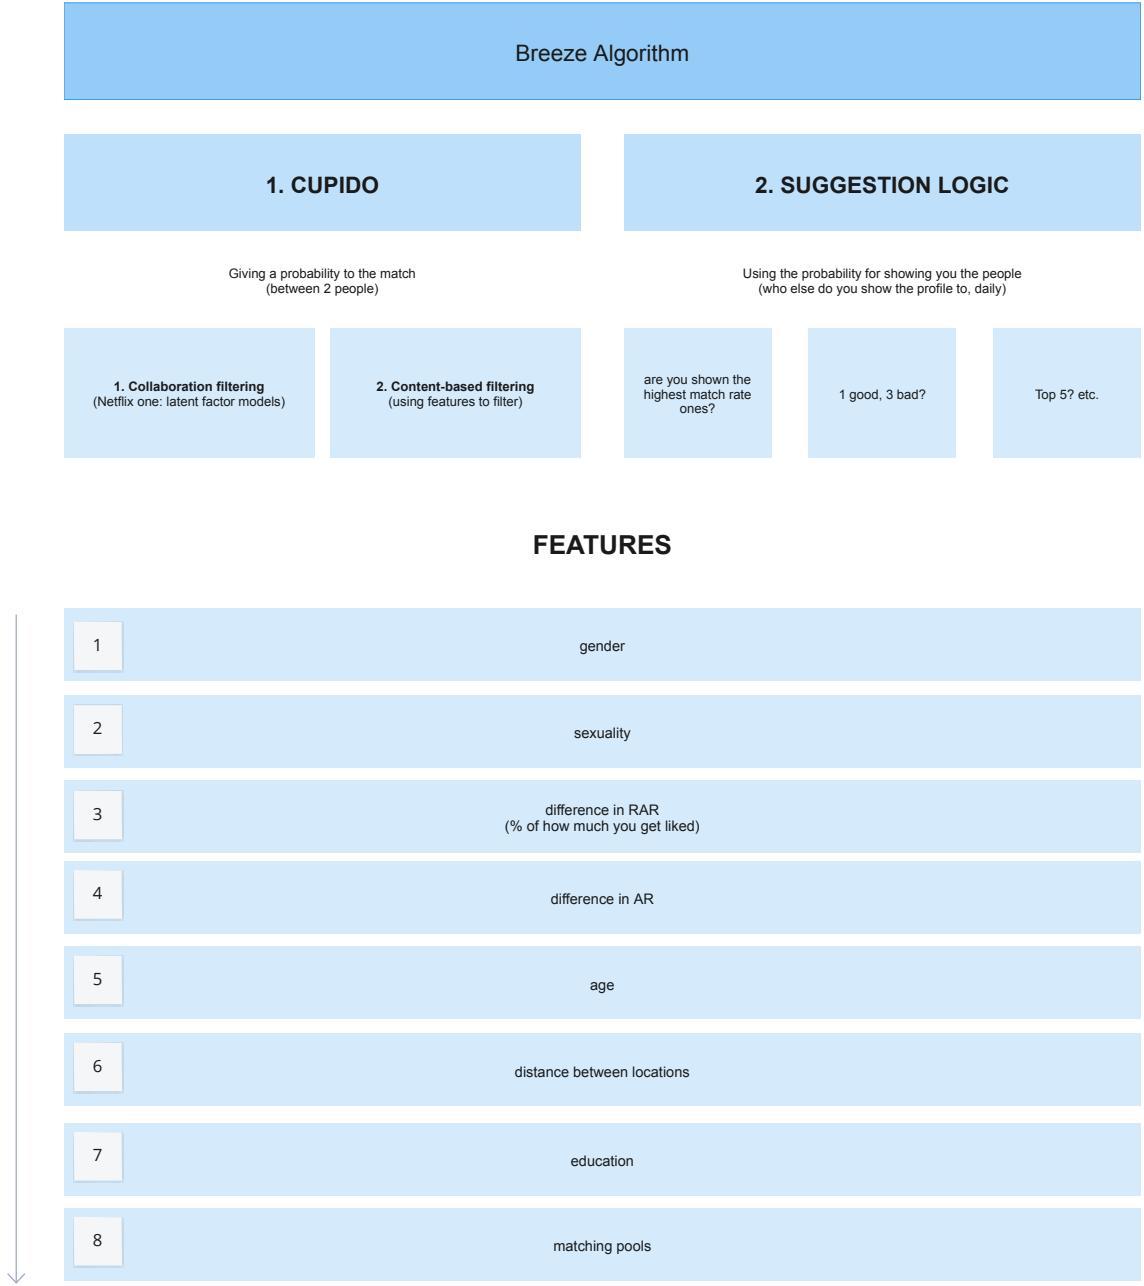 Breeze Algorithm
1. CUPIDO
2. SUGGESTION LOGIC
Giving a probability to the match
(between 2 people)
Using the probability for showing you the people
(who else do you show the profile to, daily)
1. Collaboration filtering
(Netflix one: latent factor models)
2. Content-based filtering
(using features to filter)
are you shown the
highest match rate
ones?
1 good, 3 bad?
Top 5? etc.
FEATURES
1
gender
2
sexuality
3
difference in RAR
(% of how much you get liked)
4
difference in AR
5
age
6
distance between locations
7
education
8
matching pools